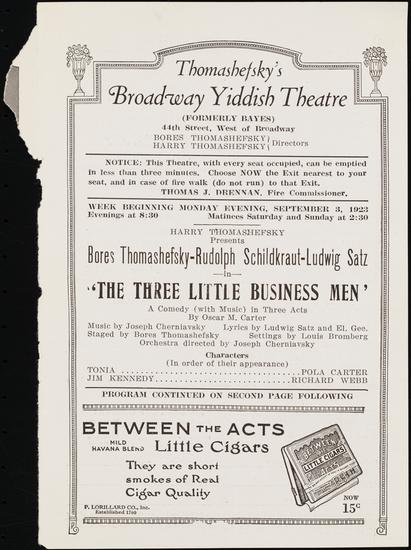 Thomashefsky's
Broadway Yiddish Theatre
(FORMERLY BAYES)
44th Street, West of Broadway
BORES THOMASHEFSKY
HARRY THOMASHEFSKY
} Directors
NOTICE: This Theatre, with every seat occupied, can be emptied
in less than three minutes. Choose NOW the Exit nearest to your
seat, and in case of fire walk (do not run) to that Exit.
THOMAS J. DRENNAN, Fire Commissioner.
WEEK BEGINNING MONDAY EVENING, SEPTEMBER 3, 1923
Evenings at 8:30 Matinees Saturday and Sunday at 2:30
HARRY THOMASHEFSKY
Presents
Bores Thomashefsky-Rudolph Schildkraut-Ludwig Satz
—in—
"THE THREE LITTLE BUSINESS MEN"
A Comedy (with Music) in Three Acts
By Oscar M. Carter
Music by Joseph Cherniavsky Lyrics by Ludwig Satz and El. Gee.
Staged by Bores Thomashefsky Settings by Louis Bromberg
Orchestra directed by Joseph Cherniavsky
Characters
(In order of their appearance)
TONIA ........................ POLA CARTER
JIM KENNEDY........................RICHARD WEBB
PROGRAM CONTINUED ON SECOND PAGE FOLLOWING
BETWEEN THE ACTS
MILD
HAVANA BLEND
Little Cigars
They are short
smokes of Real
Cigar Quality
BETWEEN
LITTLE CIGARS
P. LORILLARD CO., Inc.
Established 1760
NOW
15¢